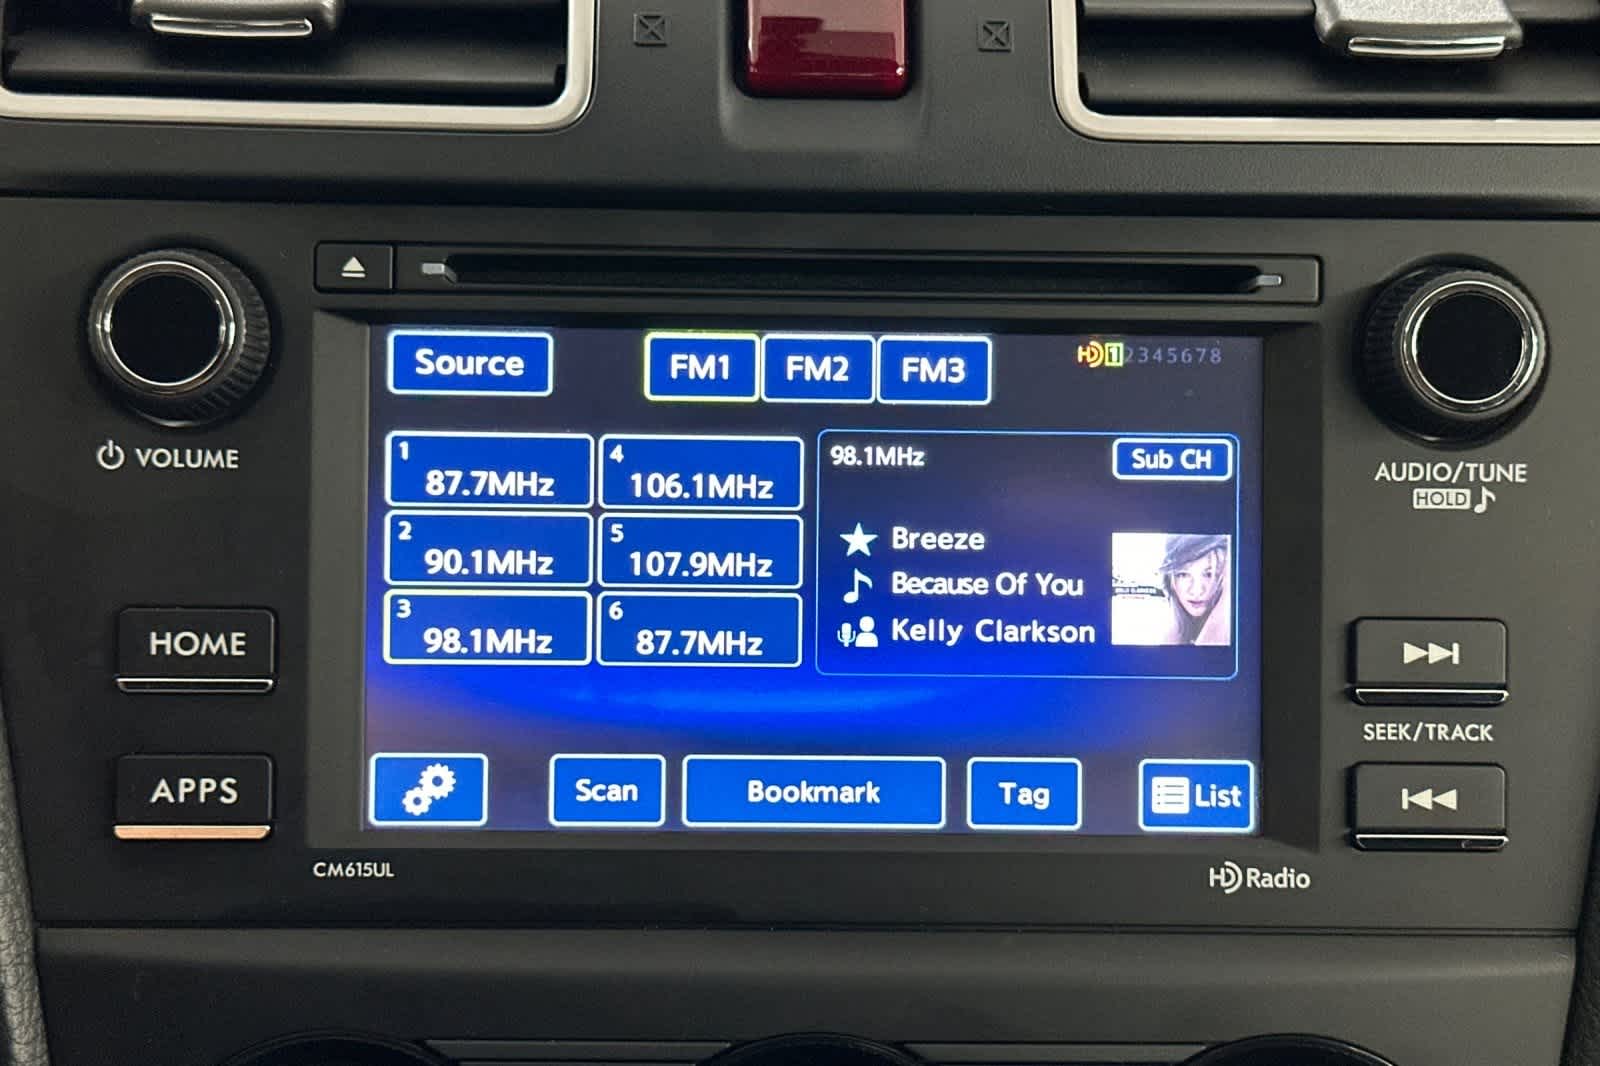 Source
FM1
FM2
FM3
HD 1 2345678
1
87.7MHz
4
106.1MHz
2
90.1MHz
5
107.9MHz
3
98.1MHz
6
87.7MHz
98.1MHz
Sub CH
Breeze
Because Of You
Kelly Clarkson
Scan
Bookmark
Tag
List
VOLUME
HOME
APPS
CM615UL
AUDIO/TUNE
HOLD
SEEK/TRACK
HD Radio